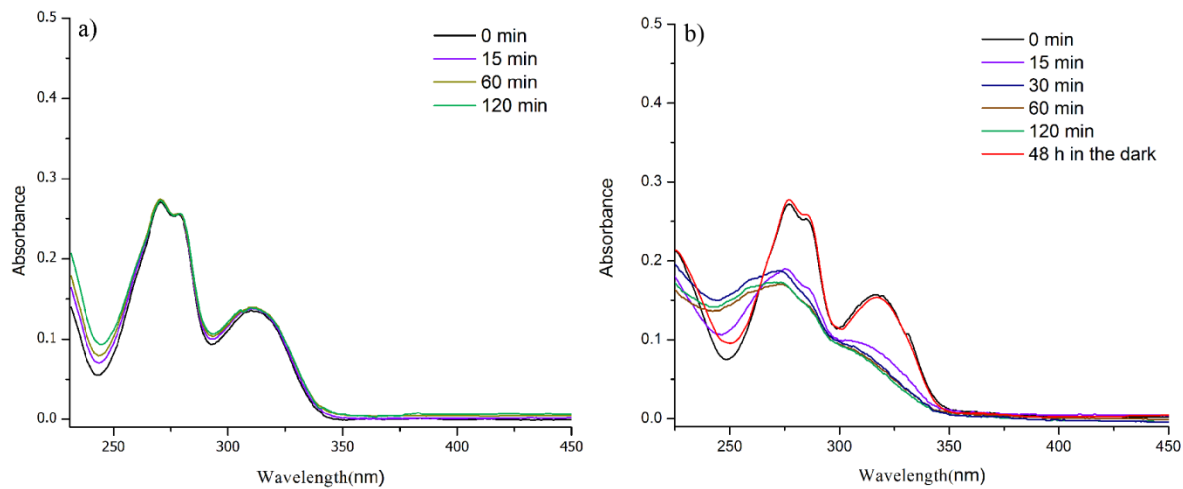 a)
0 min
15 min
60 min
120 min
0.5
0.4
0.3
0.2
0.1
0.0
Absorbance
250
300
350
400
450
Wavelength(nm)
b)
0 min
15 min
30 min
60 min
120 min
48 h in the dark
0.5
0.4
0.3
0.2
0.1
0.0
Absorbance
250
300
350
400
450
Wavelength(nm)